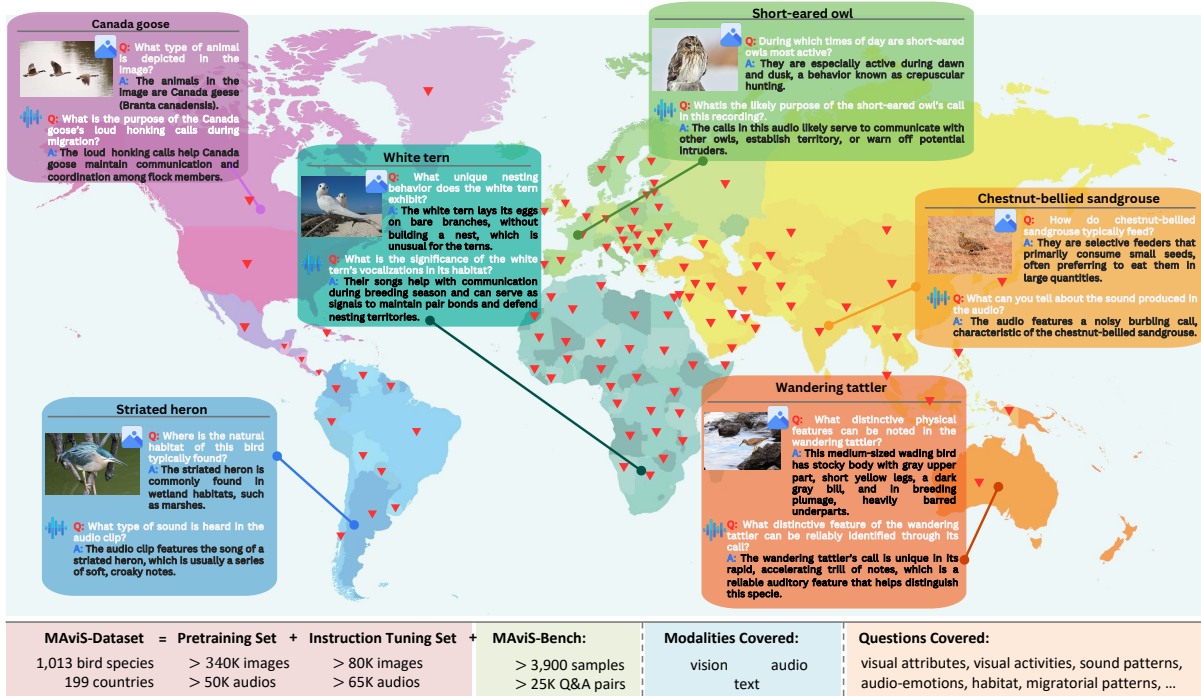 Canada goose
Q: What type of animal
is depicted in the
image?
A: The animals in the
image are Canada geese
(Branta canadensis).
Q: What is the purpose of the Canada
goose's loud honking calls during
migration?
A: The loud honking calls help Canada
goose maintain communication and
coordination among flock members.
Short-eared owl
Q: During which times of day are short-eared
owls most active?
A: They are especially active during dawn
and dusk, a behavior known as crepuscular
hunting.
Q: Whatis the likely purpose of the short-eared owl's call
in this recording?.
A: The calls in this audio likely serve to communicate with
other owls, establish territory, or warn off potential
intruders.
White tern
Q: What unique nesting
behavior does the white tern
exhibit?
A: The white tern lays its eggs
on bare branches, without
building a nest, which is
unusual for the terns.
Q: What is the significance of the white
tern's vocalizations in its habitat?
A: Their songs help with communication
during breeding season and can serve as
signals to maintain pair bonds and defend
nesting territories.
Chestnut-bellied sandgrouse
Q: How do chestnut-bellied
sandgrouse typically feed?
A: They are selective feeders that
primarily consume small seeds,
often preferring to eat them in
large quantities.
Q: What can you tell about the sound produced in
the audio?
A: The audio features a noisy burbling call,
characteristic of the chestnut-bellied sandgrouse.
Striated heron
Q: Where is the natural
habitat of this bird
typically found?
A: The striated heron is
commonly found in
wetland habitats, such
as marshes.
Q: What type of sound is heard in the
audio clip?
A: The audio clip features the song of a
striated heron, which is usually a series
of soft, croaky notes.
Wandering tattler
Q: What distinctive physical
features can be noted in the
wandering tattler?
A: This medium-sized wading bird
has stocky body with gray upper
part, short yellow legs, a dark
gray bill, and in breeding
plumage, heavily barred
underparts.
Q: What distinctive feature of the wandering
tattler can be reliably identified through its
call?
A: The wandering tattler's call is unique in its
rapid, accelerating trill of notes, which is a
reliable auditory feature that helps distinguish
this specie.
MAviS-Dataset = Pretraining Set + Instruction Tuning Set + MAviS-Bench:
1,013 bird species > 340K images > 80K images > 3,900 samples
199 countries > 50K audios > 65K audios > 25K Q&A pairs
Modalities Covered:
vision audio
text
Questions Covered:
visual attributes, visual activities, sound patterns,
audio-emotions, habitat, migratorial patterns, ...